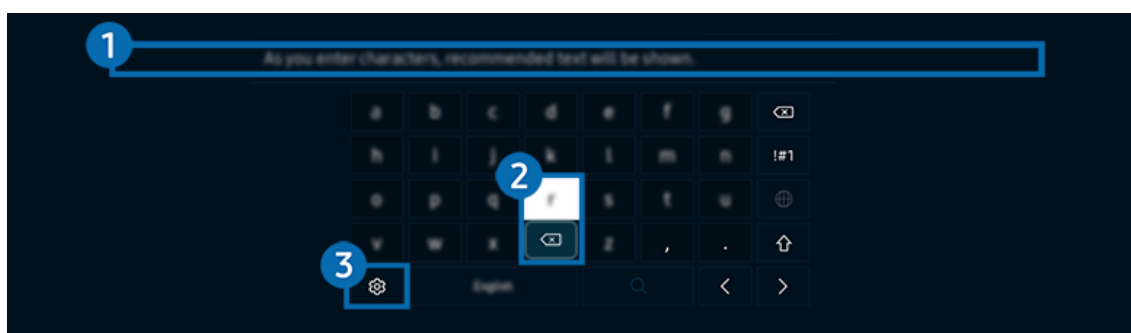 1
As you enter characters, recommended text will be shown.
a b c d e f g
h i j k l m n !#1
2
o p q r s t u
v w x z , .
3
English